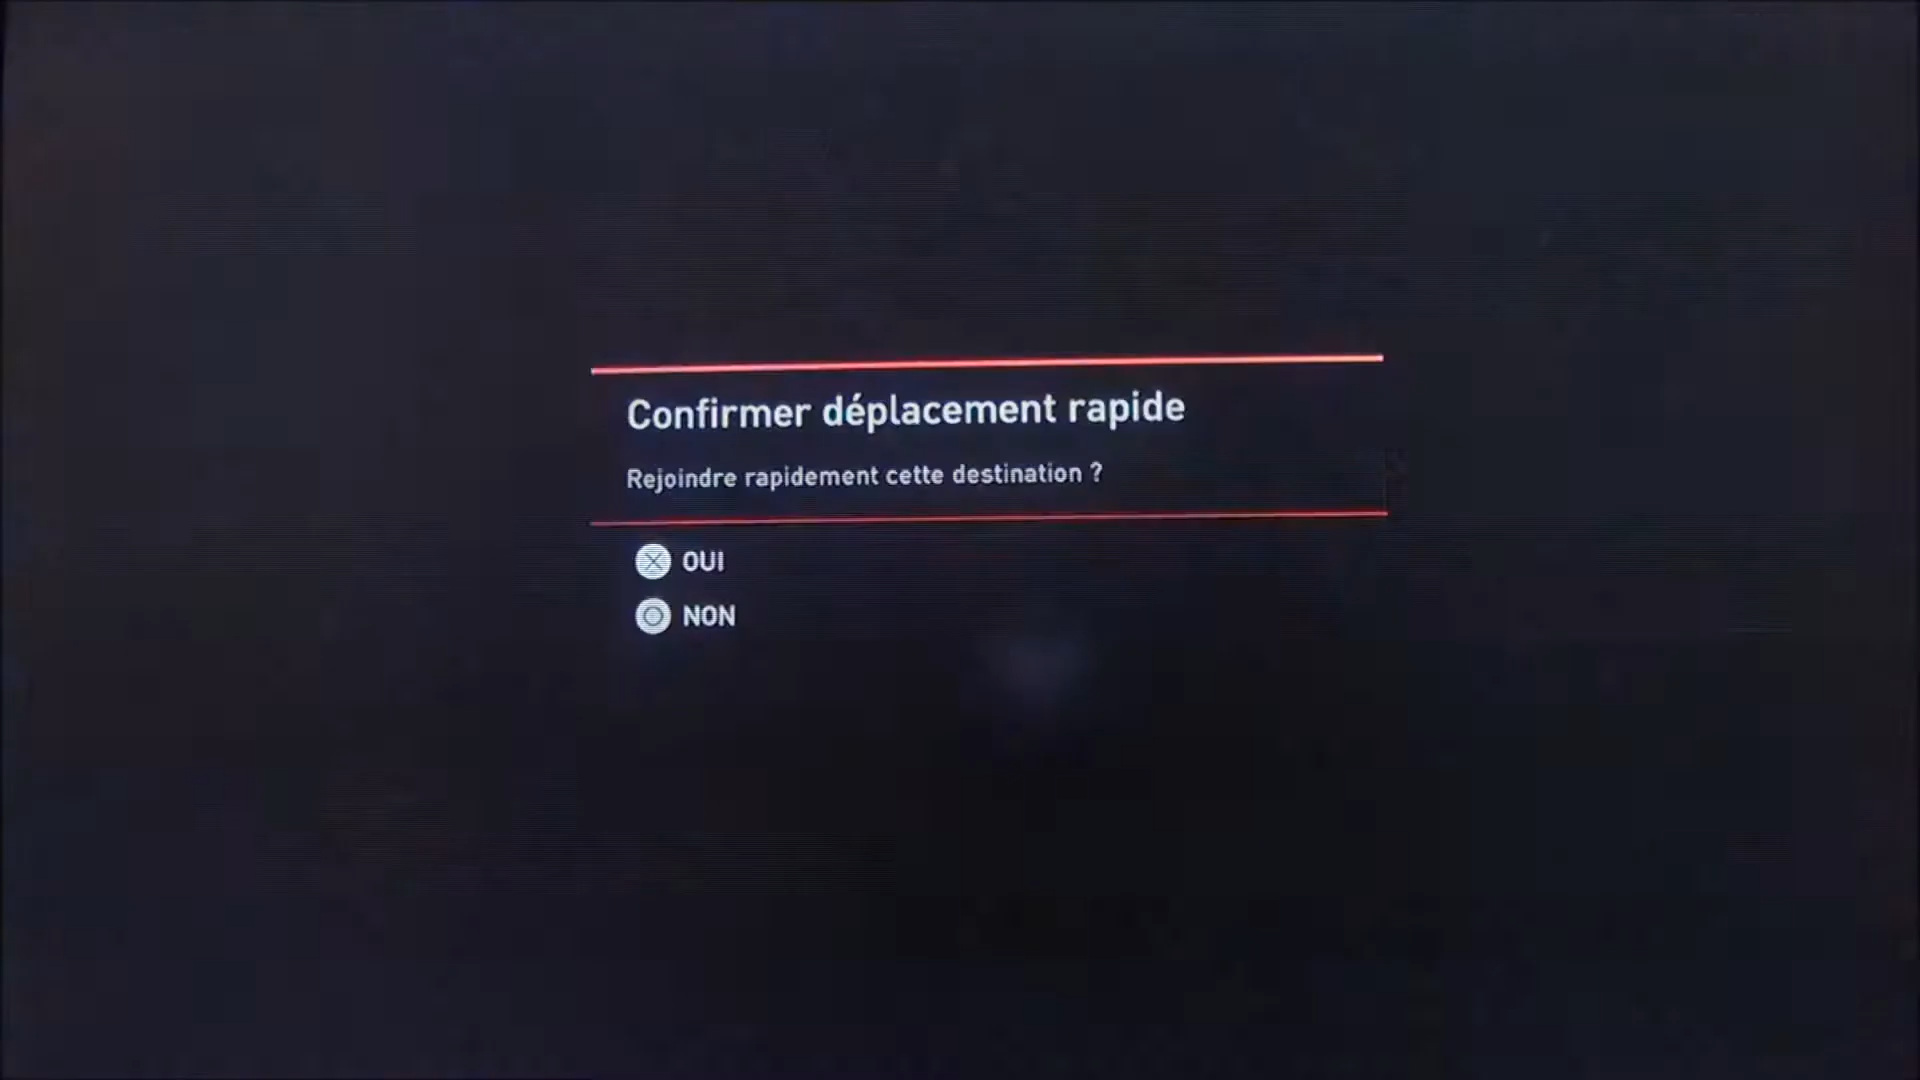 Confirmer déplacement rapide
Rejoindre rapidement cette destination ?
OUI
NON